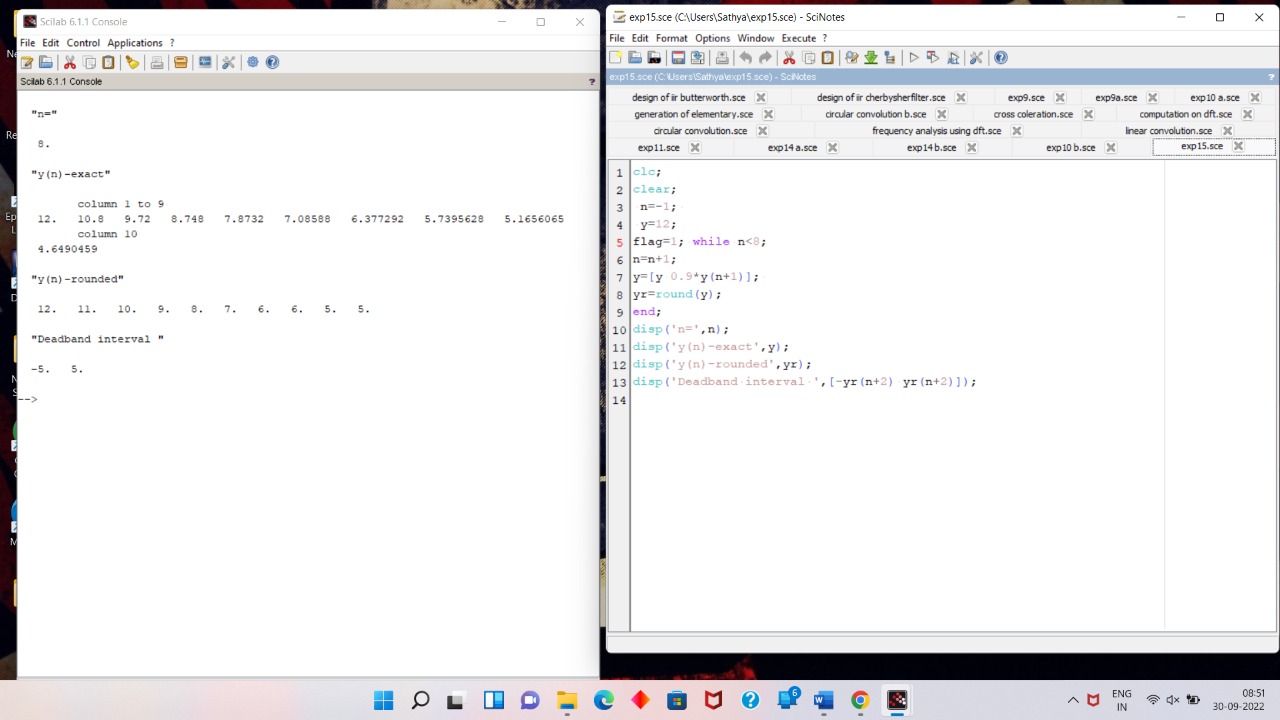 Scilab 6.1.1 Console
File Edit Control Applications ?
Scilab 6.1.1 Console ?
"n="
8.
"y(n)-exact"
column 1 to 9
12. 10.8 9.72 8.748 7.8732 7.08588 6.377292 5.7395628 5.1656065
column 10
4.6490459
"y(n)-rounded"
12. 11. 10. 9. 8. 7. 6. 6. 5. 5.
"Deadband interval "
-5. 5.
-->
exp15.sce (C:\Users\Sathya\exp15.sce) - SciNotes
File Edit Format Options Window Execute ?
exp15.sce (C:\Users\Sathya\exp15.sce) - SciNotes ?
design of iir butterworth.sce design of iir cherbysherfilter.sce exp9.sce exp9a.sce exp10 a.sce
generation of elementary.sce circular convolution b.sce cross coleration.sce computation on dft.sce
circular convolution.sce frequency analysis using dft.sce linear convolution.sce
exp11.sce exp14 a.sce exp14 b.sce exp10 b.sce exp15.sce
1 clc;
2 clear;
3 n=-1;
4 y=12;
5 flag=1; while n<8;
6 n=n+1;
7 y=[y 0.9*y(n+1)];
8 yr=round(y);
9 end;
10 disp('n=',n);
11 disp('y(n)-exact',y);
12 disp('y(n)-rounded',yr);
13 disp('Deadband interval ',[-yr(n+2) yr(n+2)]);
14
6
ENG
IN
08:51
30-09-2022